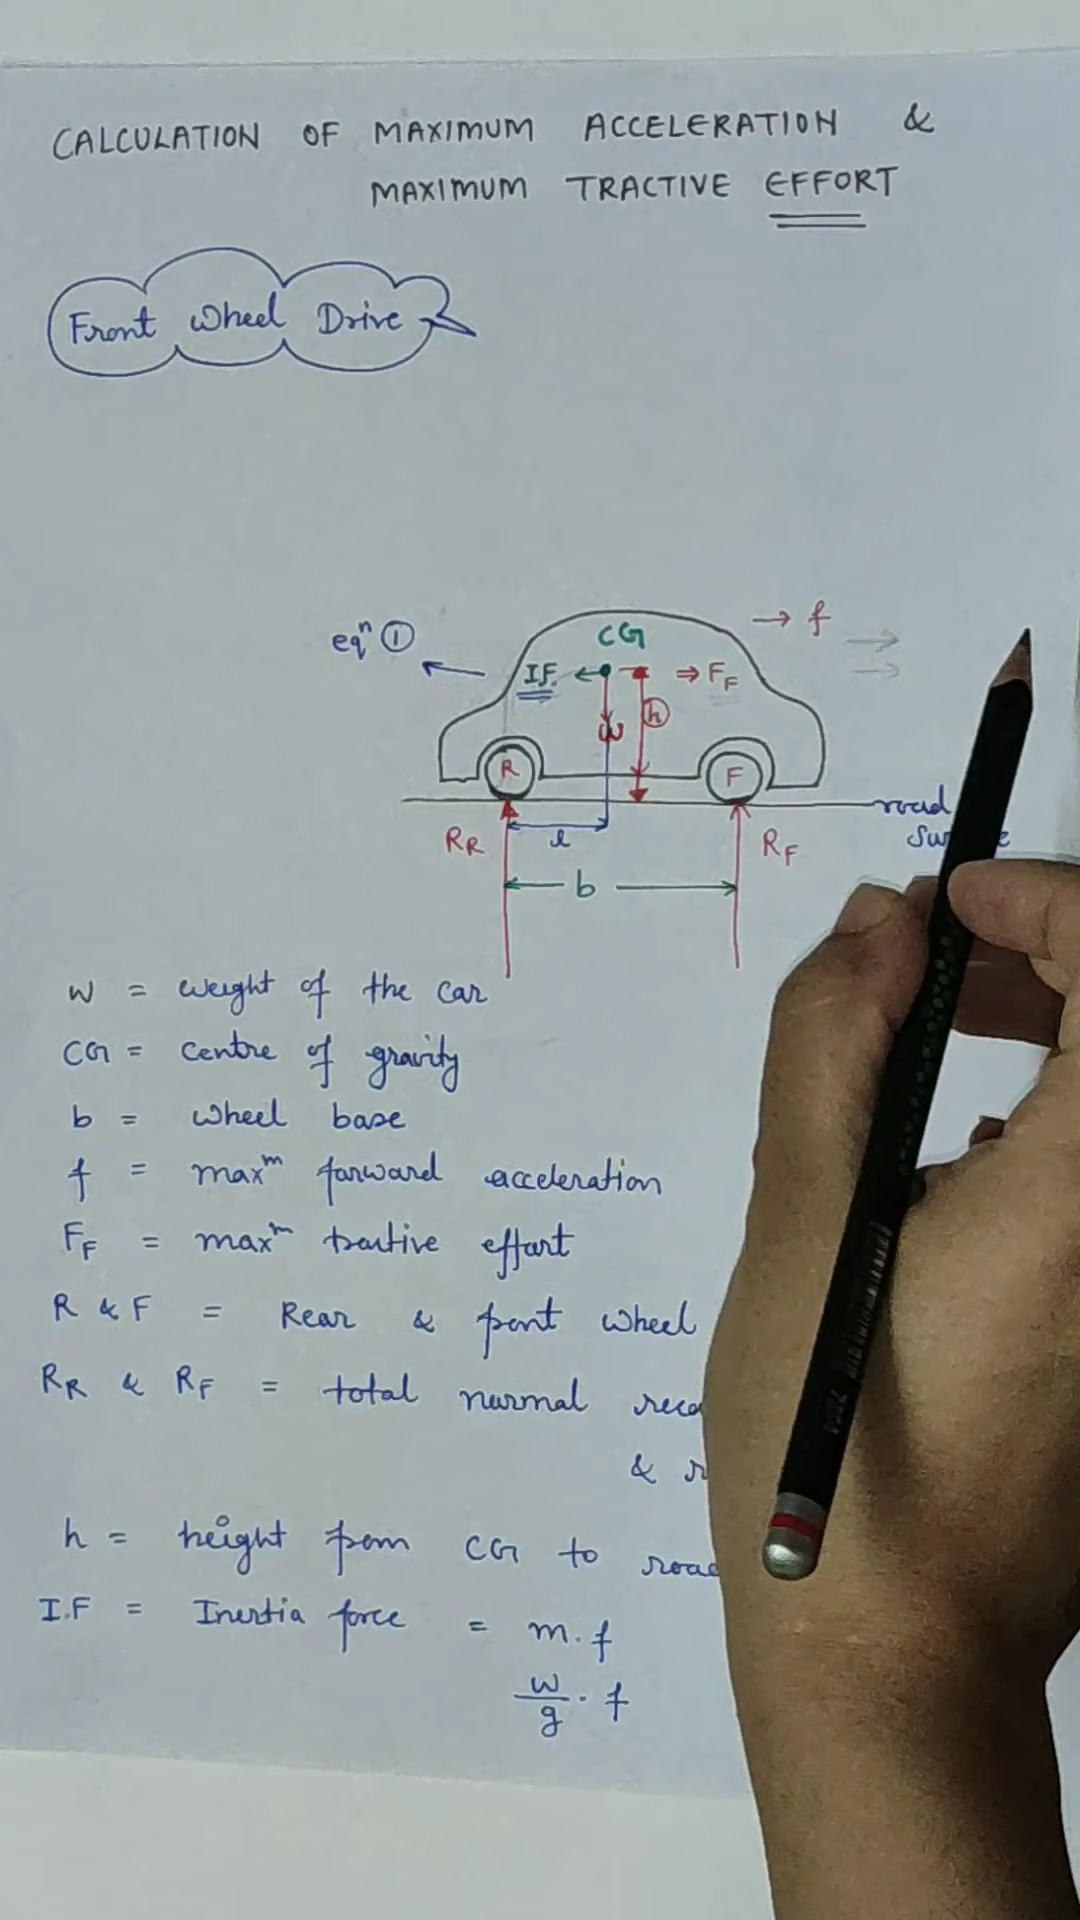 CALCULATION OF MAXIMUM ACCELERATION &
MAXIMUM TRACTIVE EFFORT
Front Wheel Drive
→ f
eqⁿ ①
CG
I.F. ← ⇒ F_F
W
h
R F
road
R_R l R_F
b
W = weight of the car
CG = centre of gravity
b = wheel base
f = maxᵐ forward acceleration
F_F = maxᵐ tractive effort
R & F = Rear & front wheel
R_R & R_F = total normal
&
h = height from CG to
I.F = Inertia force = m.f
w/g . f